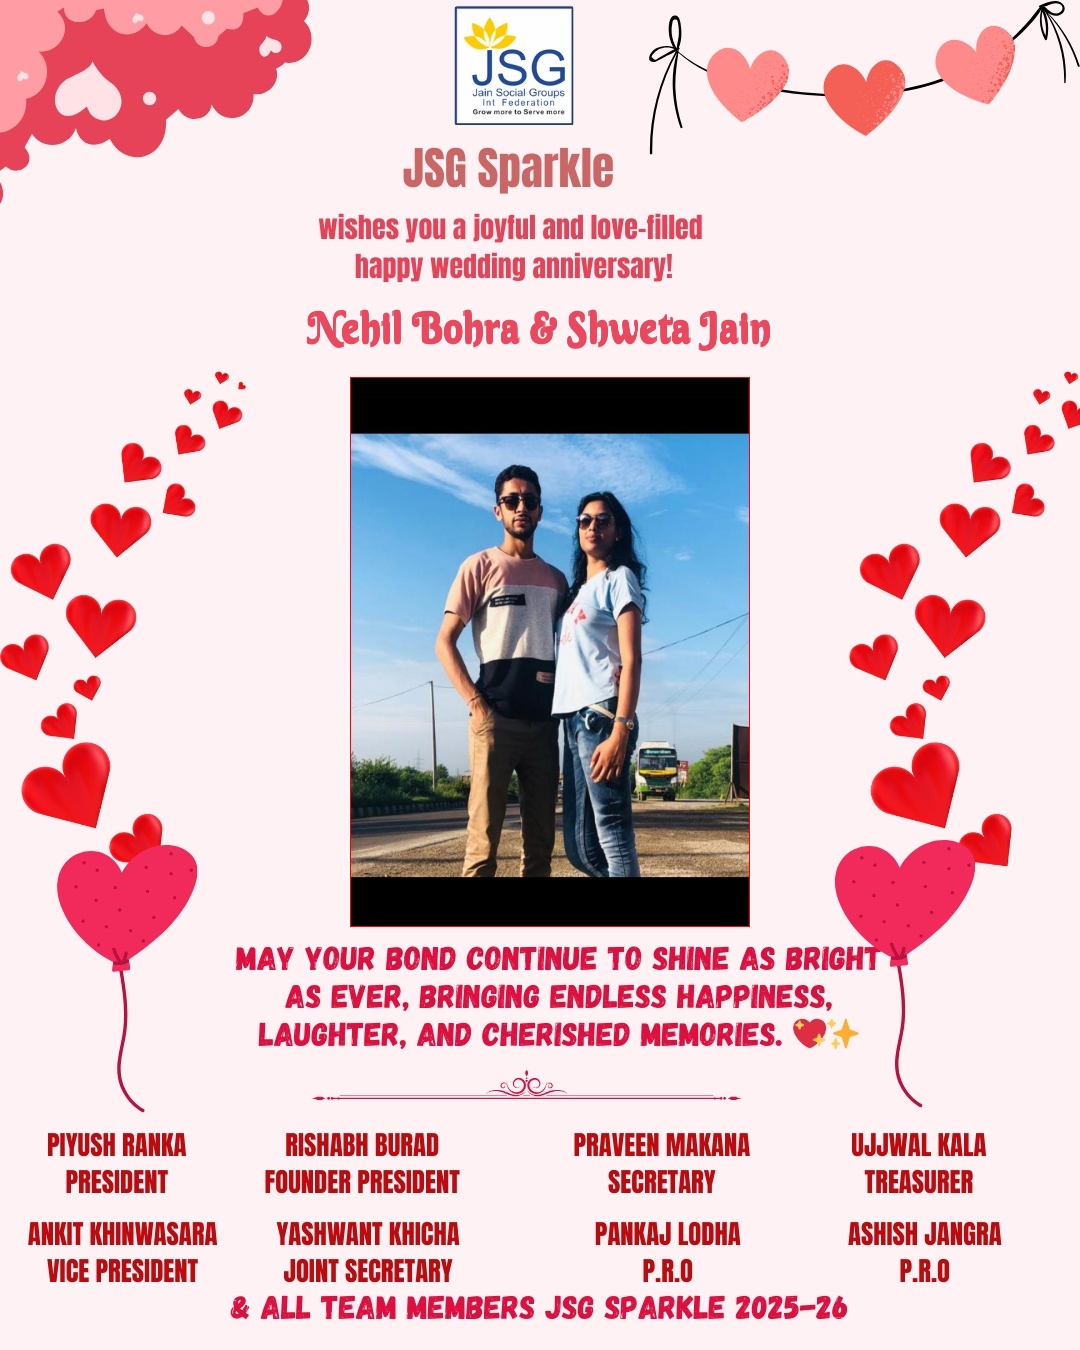 JSG
Jain Social Groups
Int Federation
Grow more to Serve more
JSG Sparkle
wishes you a joyful and love-filled
happy wedding anniversary!
Nehil Bohra & Shweta Jain
MAY YOUR BOND CONTINUE TO SHINE AS BRIGHT
AS EVER, BRINGING ENDLESS HAPPINESS,
LAUGHTER, AND CHERISHED MEMORIES. 💖✨
PIYUSH RANKA
PRESIDENT
RISHABH BURAD
FOUNDER PRESIDENT
PRAVEEN MAKANA
SECRETARY
UJJWAL KALA
TREASURER
ANKIT KHINWASARA
VICE PRESIDENT
YASHWANT KHICHA
JOINT SECRETARY
PANKAJ LODHA
P.R.O
ASHISH JANGRA
P.R.O
& ALL TEAM MEMBERS JSG SPARKLE 2025-26